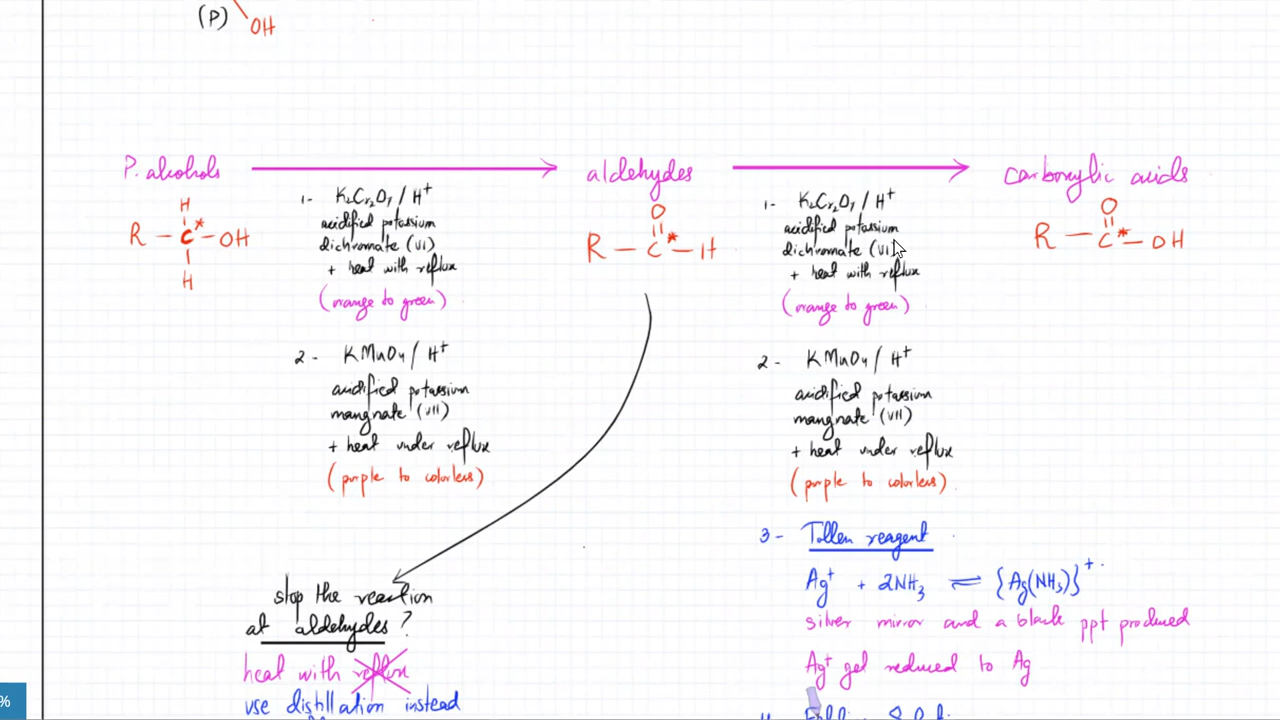 (P)
OH
P. alcohols
aldehydes
carboxylic acids
H
R - C* - OH
H
1- K₂Cr₂O₇ / H⁺
acidified potassium
dichromate (VI)
+ heat with reflux
(orange to green)
2- KMnO₄ / H⁺
acidified potassium
mangnate (VII)
+ heat under reflux
(purple to colorless)
O
R - C* - H
1- K₂Cr₂O₇ / H⁺
acidified potassium
dichromate (VI)
+ heat with reflux
(orange to green)
2- KMnO₄ / H⁺
acidified potassium
mangnate (VII)
+ heat under reflux
(purple to colorless)
3- Tollen reagent
Ag⁺ + 2NH₃ ⇌ {Ag(NH₃)}⁺
silver mirror and a black ppt produced
Ag⁺ get reduced to Ag
O
R - C* - OH
stop the reaction
at aldehydes?
heat with reflux
use distillation instead
%